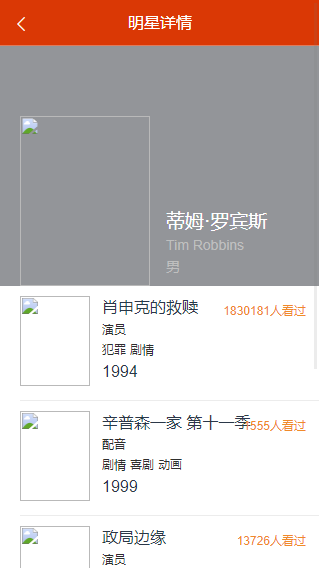 明星详情
蒂姆·罗宾斯
Tim Robbins
男
肖申克的救赎
1830181人看过
演员
犯罪 剧情
1994
辛普森一家 第十一季
555人看过
配音
剧情 喜剧 动画
1999
政局边缘
13726人看过
演员